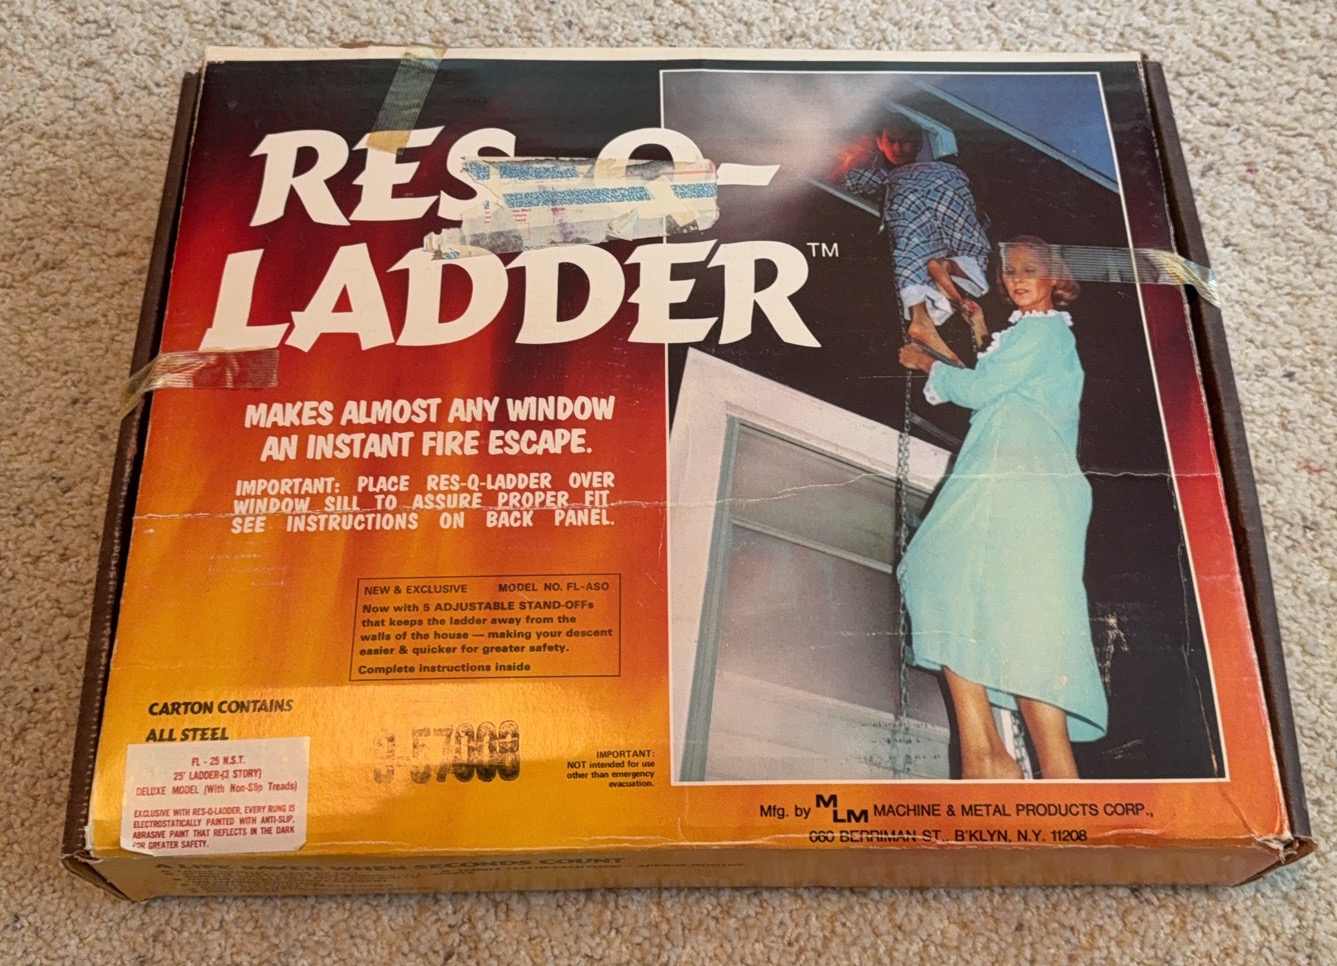 RES-Q-
LADDER™
MAKES ALMOST ANY WINDOW
AN INSTANT FIRE ESCAPE.
IMPORTANT: PLACE RES-Q-LADDER OVER
WINDOW SILL TO ASSURE PROPER FIT.
SEE INSTRUCTIONS ON BACK PANEL.
NEW & EXCLUSIVE MODEL NO. FL-ASO
Now with 5 ADJUSTABLE STAND-OFFs
that keeps the ladder away from the
walls of the house — making your descent
easier & quicker for greater safety.
Complete instructions inside
CARTON CONTAINS
ALL STEEL
FL - 25 N.S.T.
25' LADDER-(3 STORY)
DELUXE MODEL (With Non-Slip Treads)
EXCLUSIVE WITH RES-Q-LADDER, EVERY RUNG IS
ELECTROSTATICALLY PAINTED WITH ANTI-SLIP,
ABRASIVE PAINT THAT REFLECTS IN THE DARK
FOR GREATER SAFETY.
IMPORTANT:
NOT intended for use
other than emergency
evacuation.
Mfg. by MLM MACHINE & METAL PRODUCTS CORP.,
660 BERRIMAN ST., B'KLYN, N.Y. 11208
WHEN SECONDS COUNT